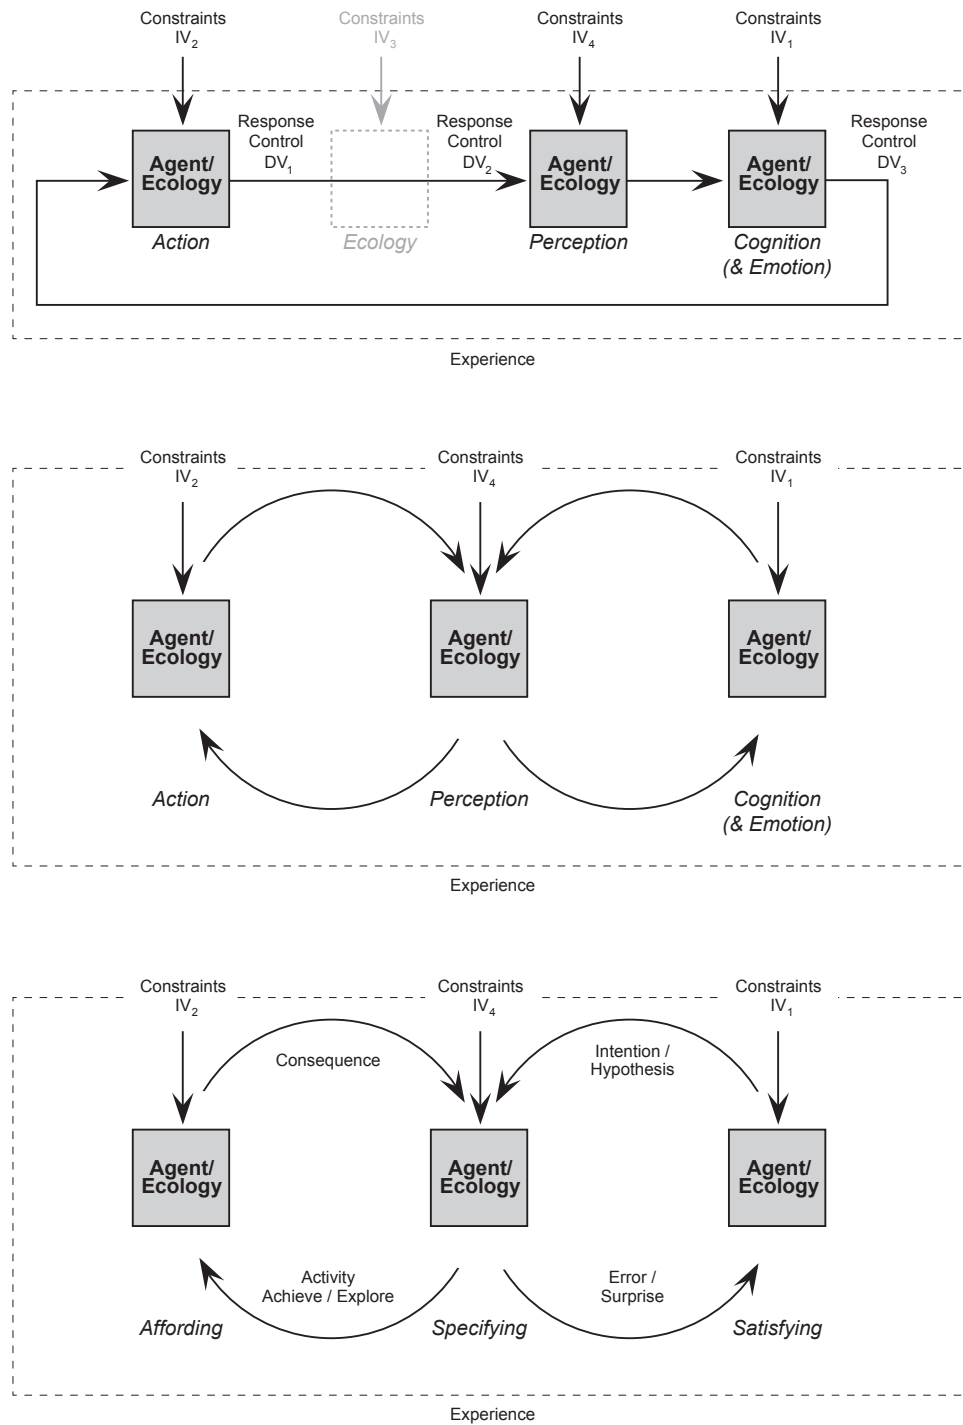 Constraints
IV2
Constraints
IV3
Constraints
IV4
Constraints
IV1
Response
Control
DV1
Response
Control
DV2
Response
Control
DV3
Agent/
Ecology
Agent/
Ecology
Agent/
Ecology
Action
Ecology
Perception
Cognition
(& Emotion)
Experience
Constraints
IV2
Constraints
IV4
Constraints
IV1
Agent/
Ecology
Agent/
Ecology
Agent/
Ecology
Action
Perception
Cognition
(& Emotion)
Experience
Constraints
IV2
Constraints
IV4
Constraints
IV1
Consequence
Intention /
Hypothesis
Agent/
Ecology
Agent/
Ecology
Agent/
Ecology
Activity
Achieve / Explore
Error /
Surprise
Affording
Specifying
Satisfying
Experience